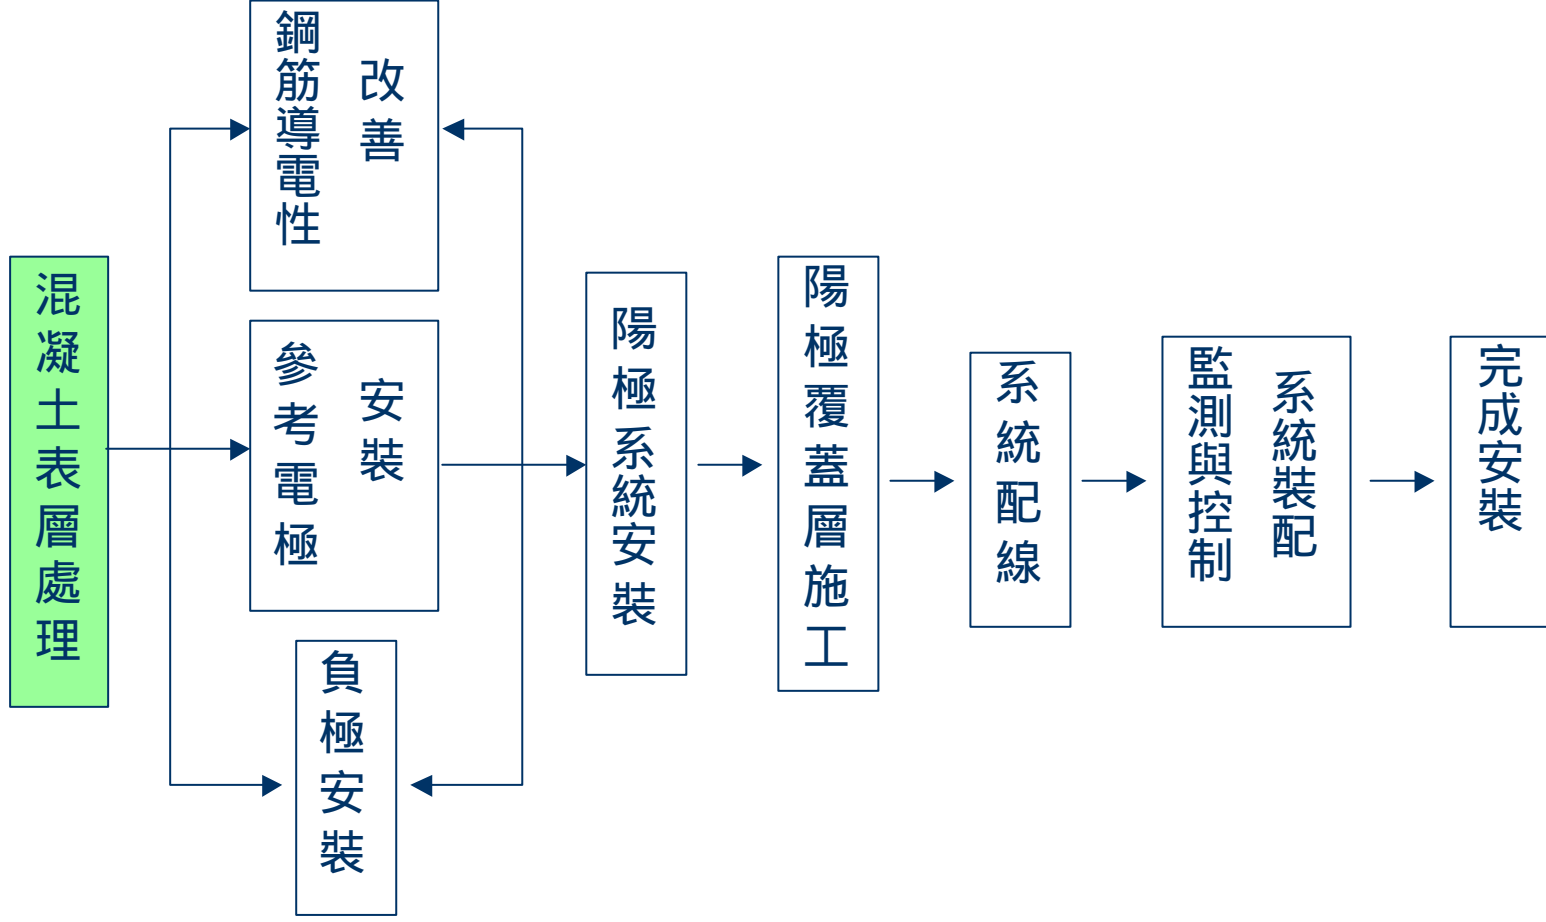 混凝土表層處理
鋼筋導電性
改善
參考電極
安裝
負極安裝
陽極系統安裝
陽極覆蓋層施工
系統配線
監測與控制
系統裝配
完成安裝